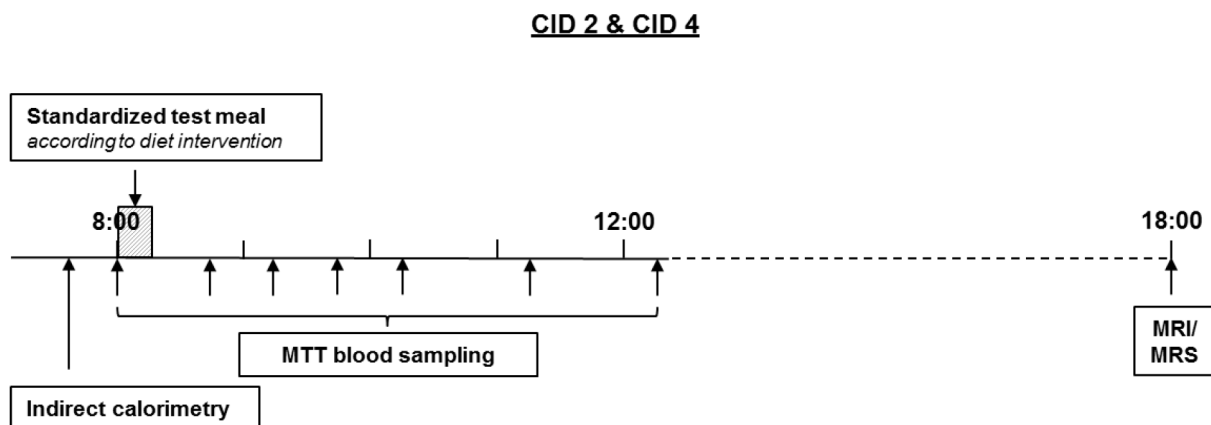 CID 2 & CID 4
Standardized test meal
according to diet intervention
8:00
12:00
18:00
MTT blood sampling
MRI/
MRS
Indirect calorimetry